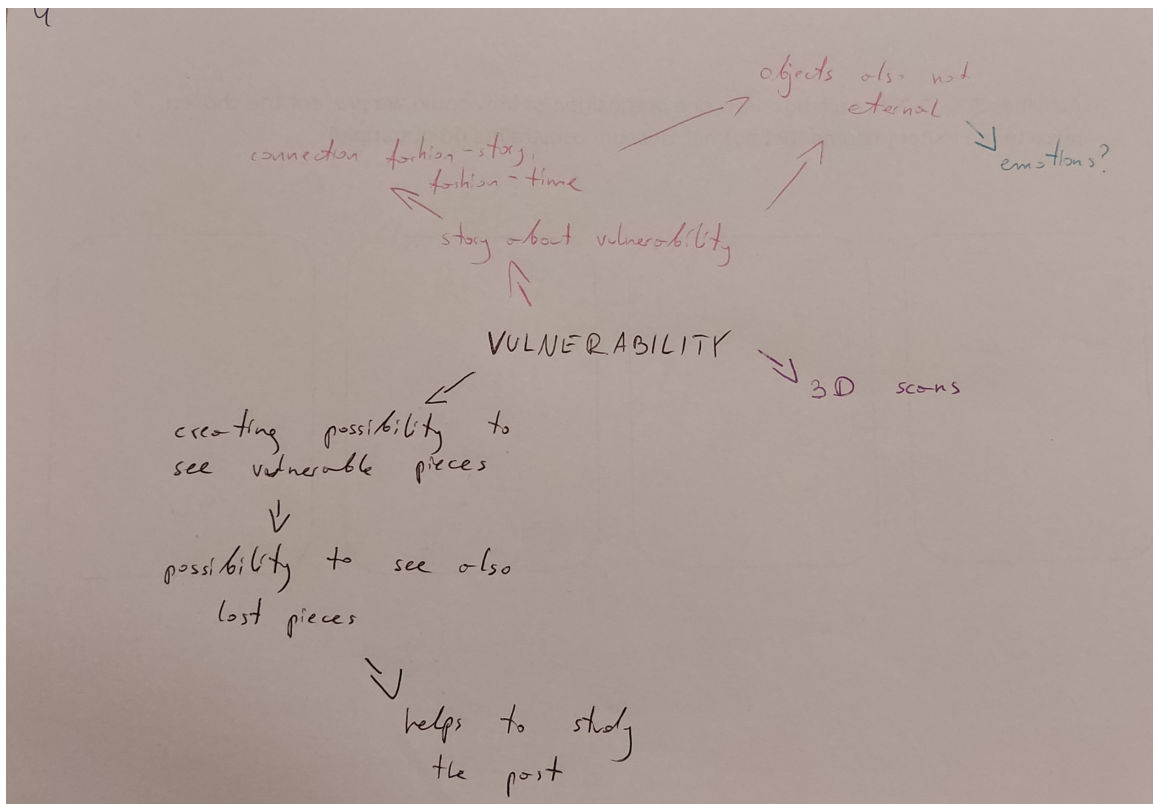 4
objects also not
eternal
emotions?
connection fashion-story,
fashion-time
story about vulnerability
VULNERABILITY
3D scans
creating possibility to
see vulnerable pieces
possibility to see also
lost pieces
helps to study
the past